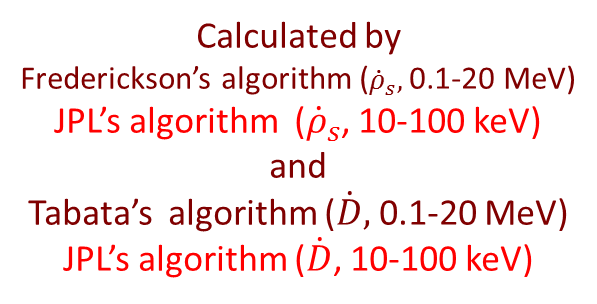 Calculated by
Frederickson's algorithm (ρ̇ₛ, 0.1-20 MeV)
JPL's algorithm (ρ̇ₛ, 10-100 keV)
and
Tabata's algorithm (Ḋ, 0.1-20 MeV)
JPL's algorithm (Ḋ, 10-100 keV)